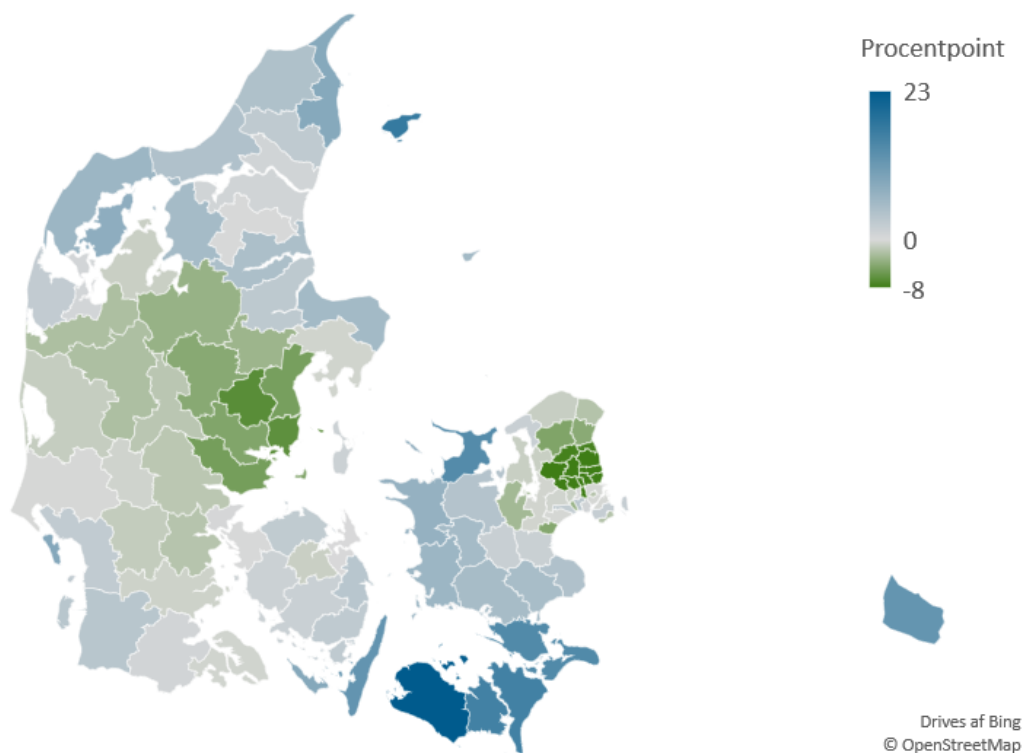 Procentpoint
23
0
-8
Drives af Bing
© OpenStreetMap